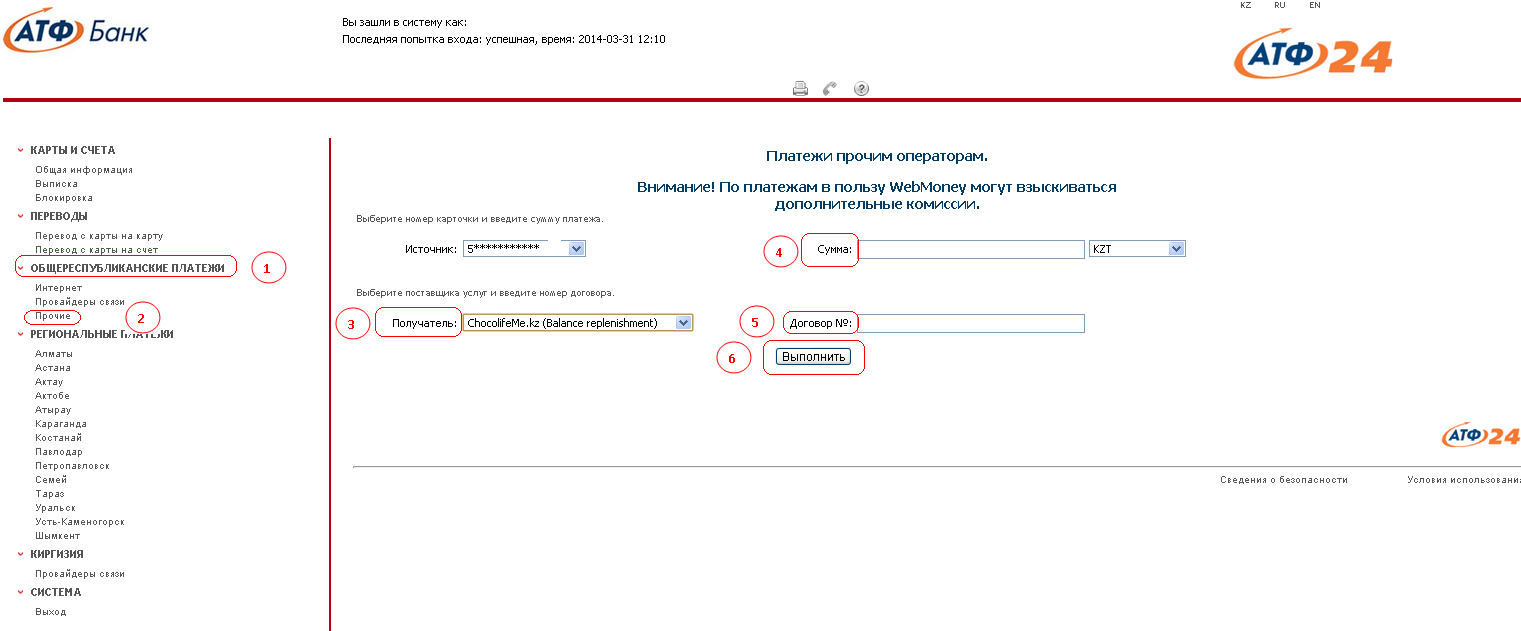 KZ RU EN
АТФ Банк
Вы зашли в систему как:
Последняя попытка входа: успешная, время: 2014-03-31 12:10
АТФ 24
?
КАРТЫ И СЧЕТА
Общая информация
Выписка
Блокировка
ПЕРЕВОДЫ
Перевод с карты на карту
Перевод с карты на счет
ОБЩЕРЕСПУБЛИКАНСКИЕ ПЛАТЕЖИ
1
Интернет
Провайдеры связи
Прочие
2
РЕГИОНАЛЬНЫЕ ПЛАТЕЖИ
Алматы
Астана
Актау
Актобе
Атырау
Караганда
Костанай
Павлодар
Петропавловск
Семей
Тараз
Уральск
Усть-Каменогорск
Шымкент
КИРГИЗИЯ
Провайдеры связи
СИСТЕМА
Выход
Платежи прочим операторам.
Внимание! По платежам в пользу WebMoney могут взыскиваться
дополнительные комиссии.
Выберите номер карточки и введите сумму платежа.
Источник: 5***********
4 Сумма: KZT
Выберите поставщика услуг и введите номер договора.
3 Получатель: ChocolifeMe.kz (Balance replenishment)
5 Договор №:
6 Выполнить
АТФ 24
Сведения о безопасности
Условия использовани